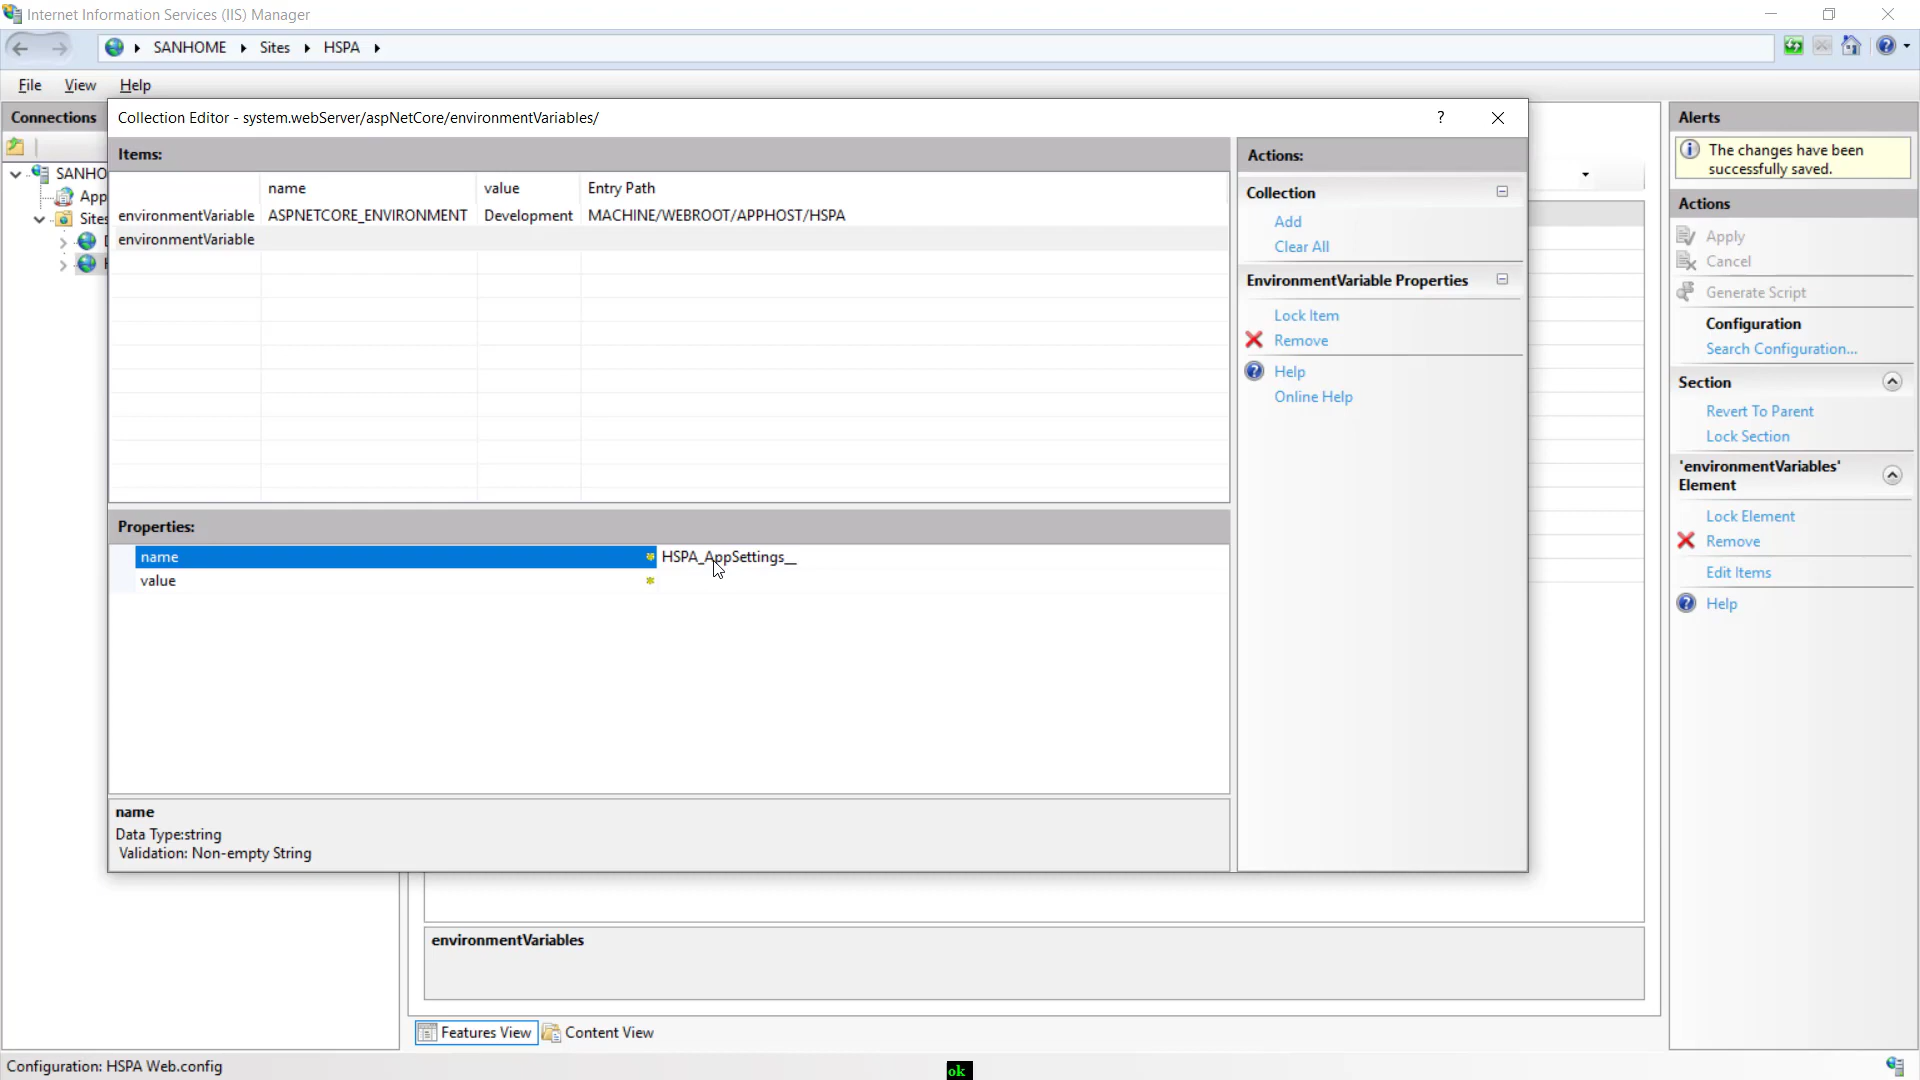 Internet Information Services (IIS) Manager
SANHOME Sites HSPA
File View Help
Connections
SANHO
App
Sites
Collection Editor - system.webServer/aspNetCore/environmentVariables/
?
Items:
name value Entry Path
environmentVariable ASPNETCORE_ENVIRONMENT Development MACHINE/WEBROOT/APPHOST/HSPA
environmentVariable
Properties:
name HSPA_AppSettings__
value
name
Data Type:string
Validation: Non-empty String
Actions:
Collection
Add
Clear All
EnvironmentVariable Properties
Lock Item
Remove
Help
Online Help
Alerts
The changes have been
successfully saved.
Actions
Apply
Cancel
Generate Script
Configuration
Search Configuration...
Section
Revert To Parent
Lock Section
'environmentVariables'
Element
Lock Element
Remove
Edit Items
Help
environmentVariables
Features View Content View
Configuration: HSPA Web.config
ok